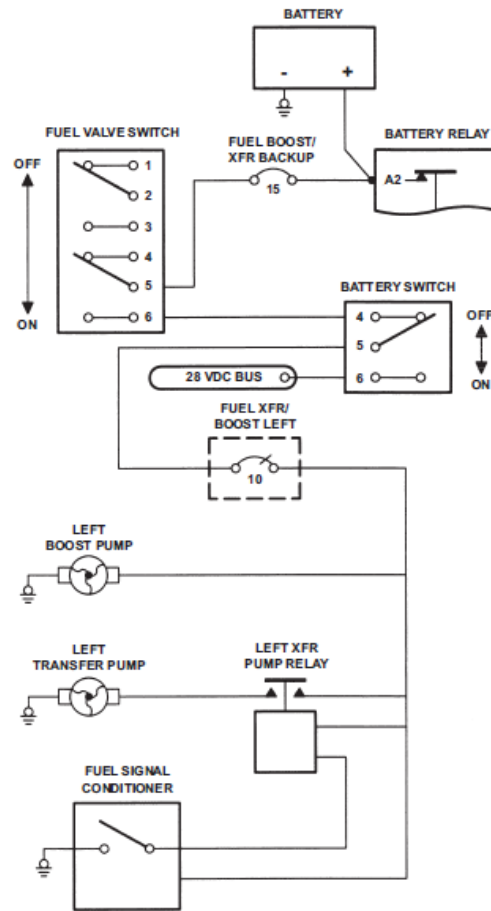 BATTERY
- +
FUEL VALVE SWITCH
FUEL BOOST/
XFR BACKUP
BATTERY RELAY
OFF
1
2
3
4
5
6
ON
15
A2
BATTERY SWITCH
4
5
6
OFF
ON
28 VDC BUS
FUEL XFR/
BOOST LEFT
10
LEFT
BOOST PUMP
LEFT
TRANSFER PUMP
LEFT XFR
PUMP RELAY
FUEL SIGNAL
CONDITIONER